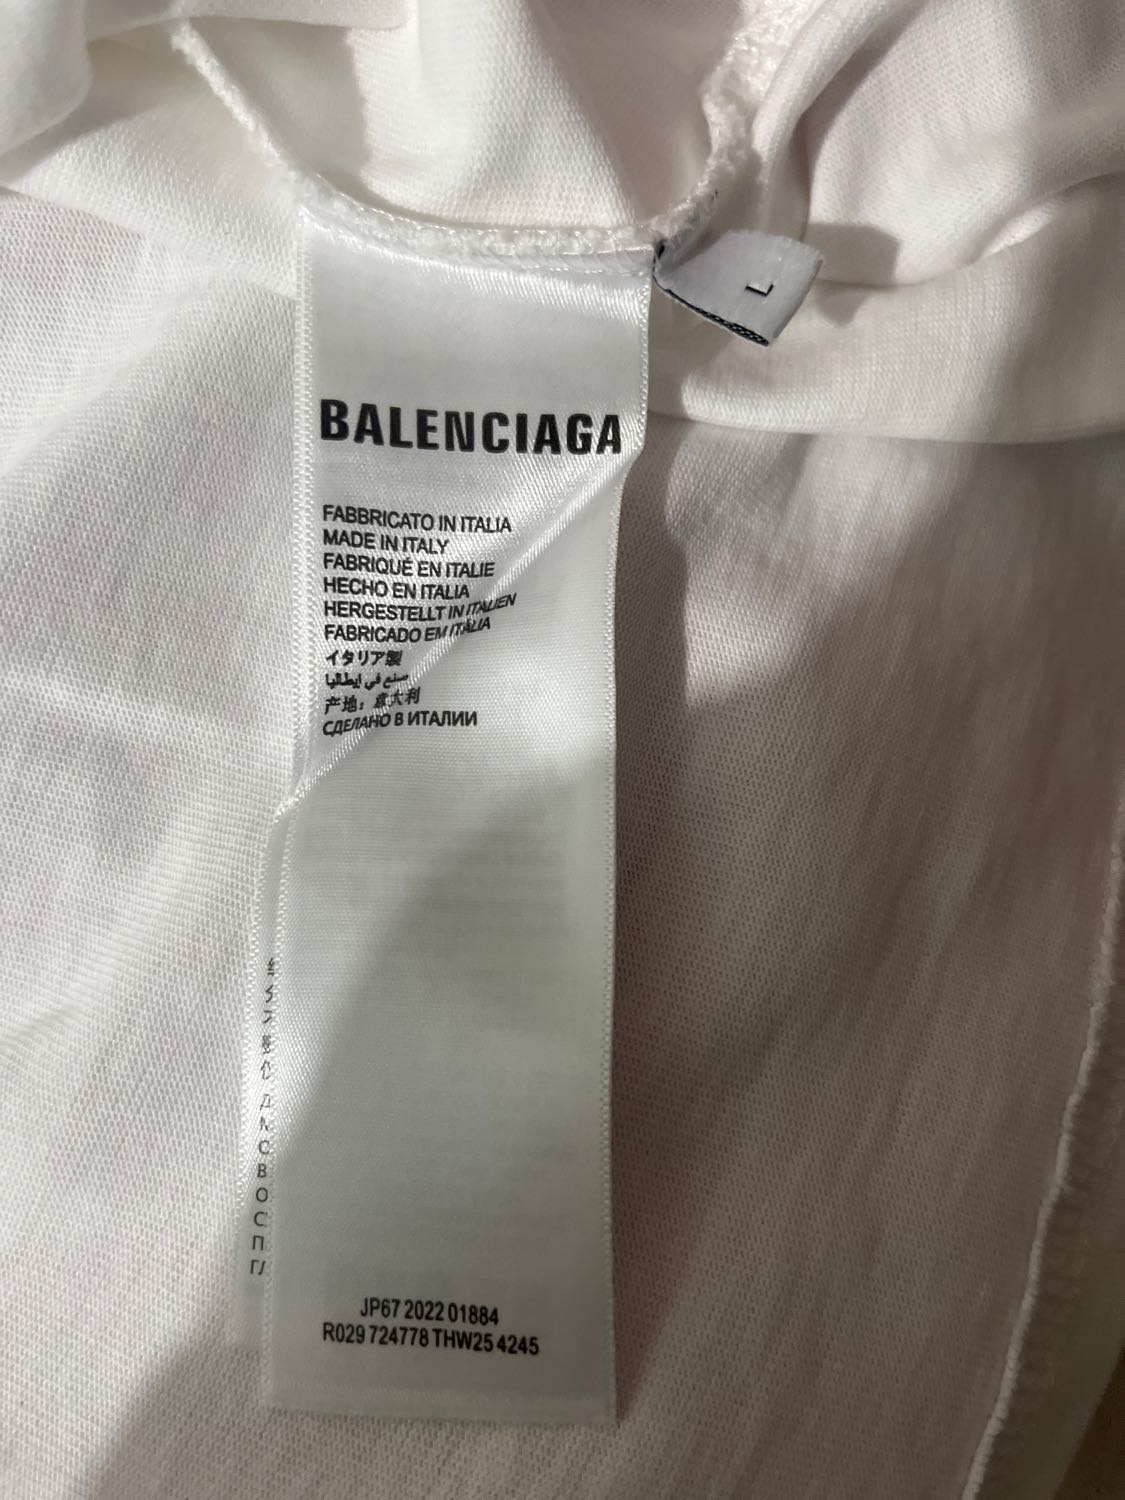 L
BALENCIAGA
FABBRICATO IN ITALIA
MADE IN ITALY
FABRIQUÉ EN ITALIE
HECHO EN ITALIA
HERGESTELLT IN ITALIEN
FABRICADO EM ITÁLIA
イタリア製
صنع في إيطاليا
产地：意大利
СДЕЛАНО В ИТАЛИИ
JP67 2022 01884
R029 724778 THW25 4245